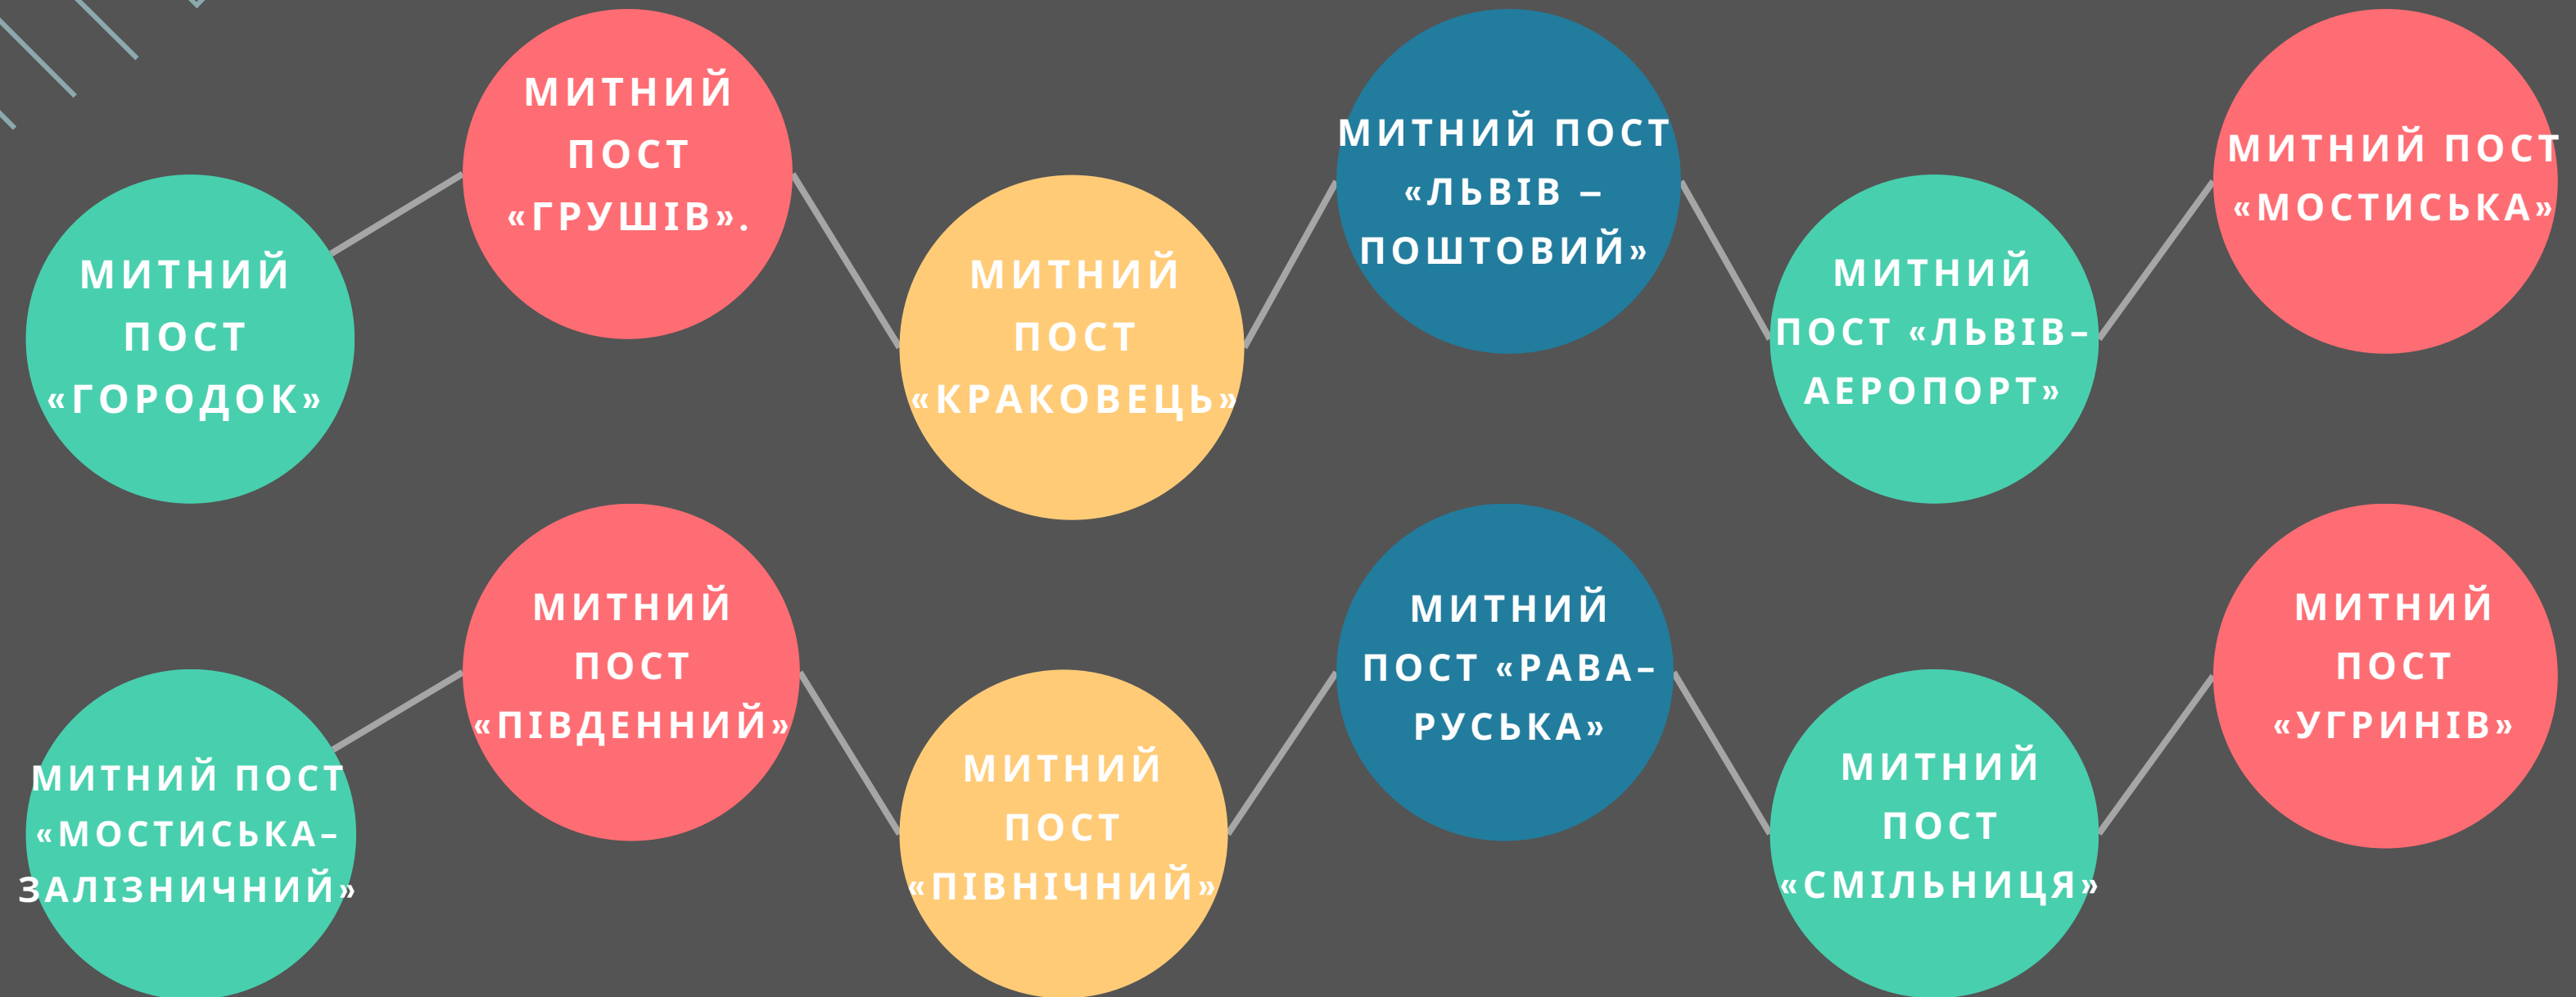 МИТНИЙ
ПОСТ
«ГОРОДОК»
МИТНИЙ
ПОСТ
«ГРУШІВ».
МИТНИЙ
ПОСТ
«КРАКОВЕЦЬ»
МИТНИЙ ПОСТ
«ЛЬВІВ –
ПОШТОВИЙ»
МИТНИЙ
ПОСТ «ЛЬВІВ–
АЕРОПОРТ»
МИТНИЙ ПОСТ
«МОСТИСЬКА»
МИТНИЙ ПОСТ
«МОСТИСЬКА–
ЗАЛІЗНИЧНИЙ»
МИТНИЙ
ПОСТ
«ПІВДЕННИЙ»
МИТНИЙ
ПОСТ
«ПІВНІЧНИЙ»
МИТНИЙ
ПОСТ «РАВА–
РУСЬКА»
МИТНИЙ
ПОСТ
«СМІЛЬНИЦЯ»
МИТНИЙ
ПОСТ
«УГРИНІВ»